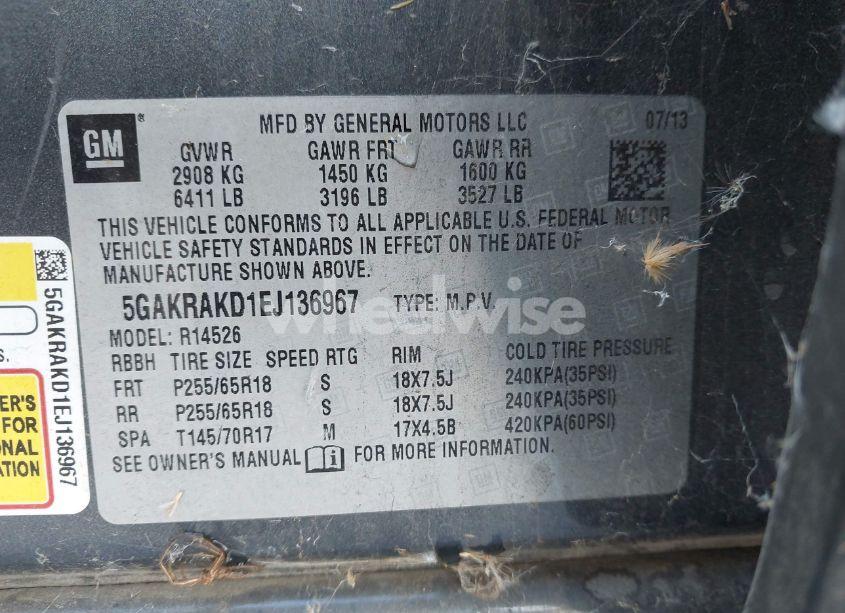 GM
MFD BY GENERAL MOTORS LLC 07/13
GVWR GAWR FRT GAWR RR
2908 KG 1450 KG 1600 KG
6411 LB 3196 LB 3527 LB
THIS VEHICLE CONFORMS TO ALL APPLICABLE U.S. FEDERAL MOTOR
VEHICLE SAFETY STANDARDS IN EFFECT ON THE DATE OF
MANUFACTURE SHOWN ABOVE.
5GAKRAKD1EJ136967 TYPE: M.P.V
MODEL: R14526
RBBH TIRE SIZE SPEED RTG RIM COLD TIRE PRESSURE
FRT P255/65R18 S 18X7.5J 240KPA(35PSI)
RR P255/65R18 S 18X7.5J 240KPA(35PSI)
SPA T145/70R17 M 17X4.5B 420KPA(60PSI)
SEE OWNER'S MANUAL i FOR MORE INFORMATION.
5GAKRAKD1EJ136967
S.
ER'S
FOR
ONAL
ATION
wheelwise